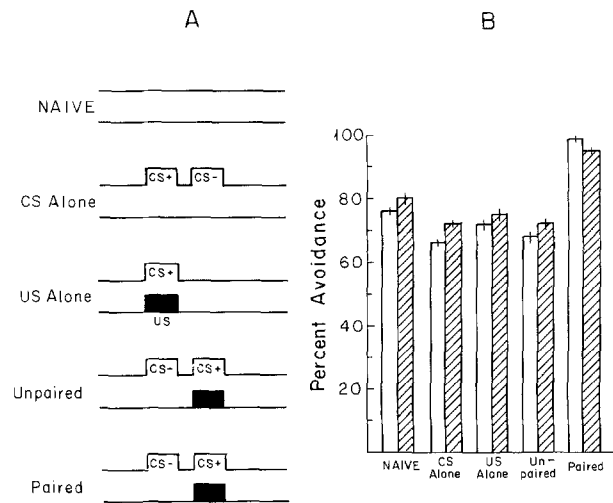 A
B
NAIVE
CS Alone
CS+ CS-
US Alone
CS+
US
Unpaired
CS- CS+
Paired
CS- CS+
Percent Avoidance
100
80
60
40
20
NAIVE
CS Alone
US Alone
Un-paired
Paired